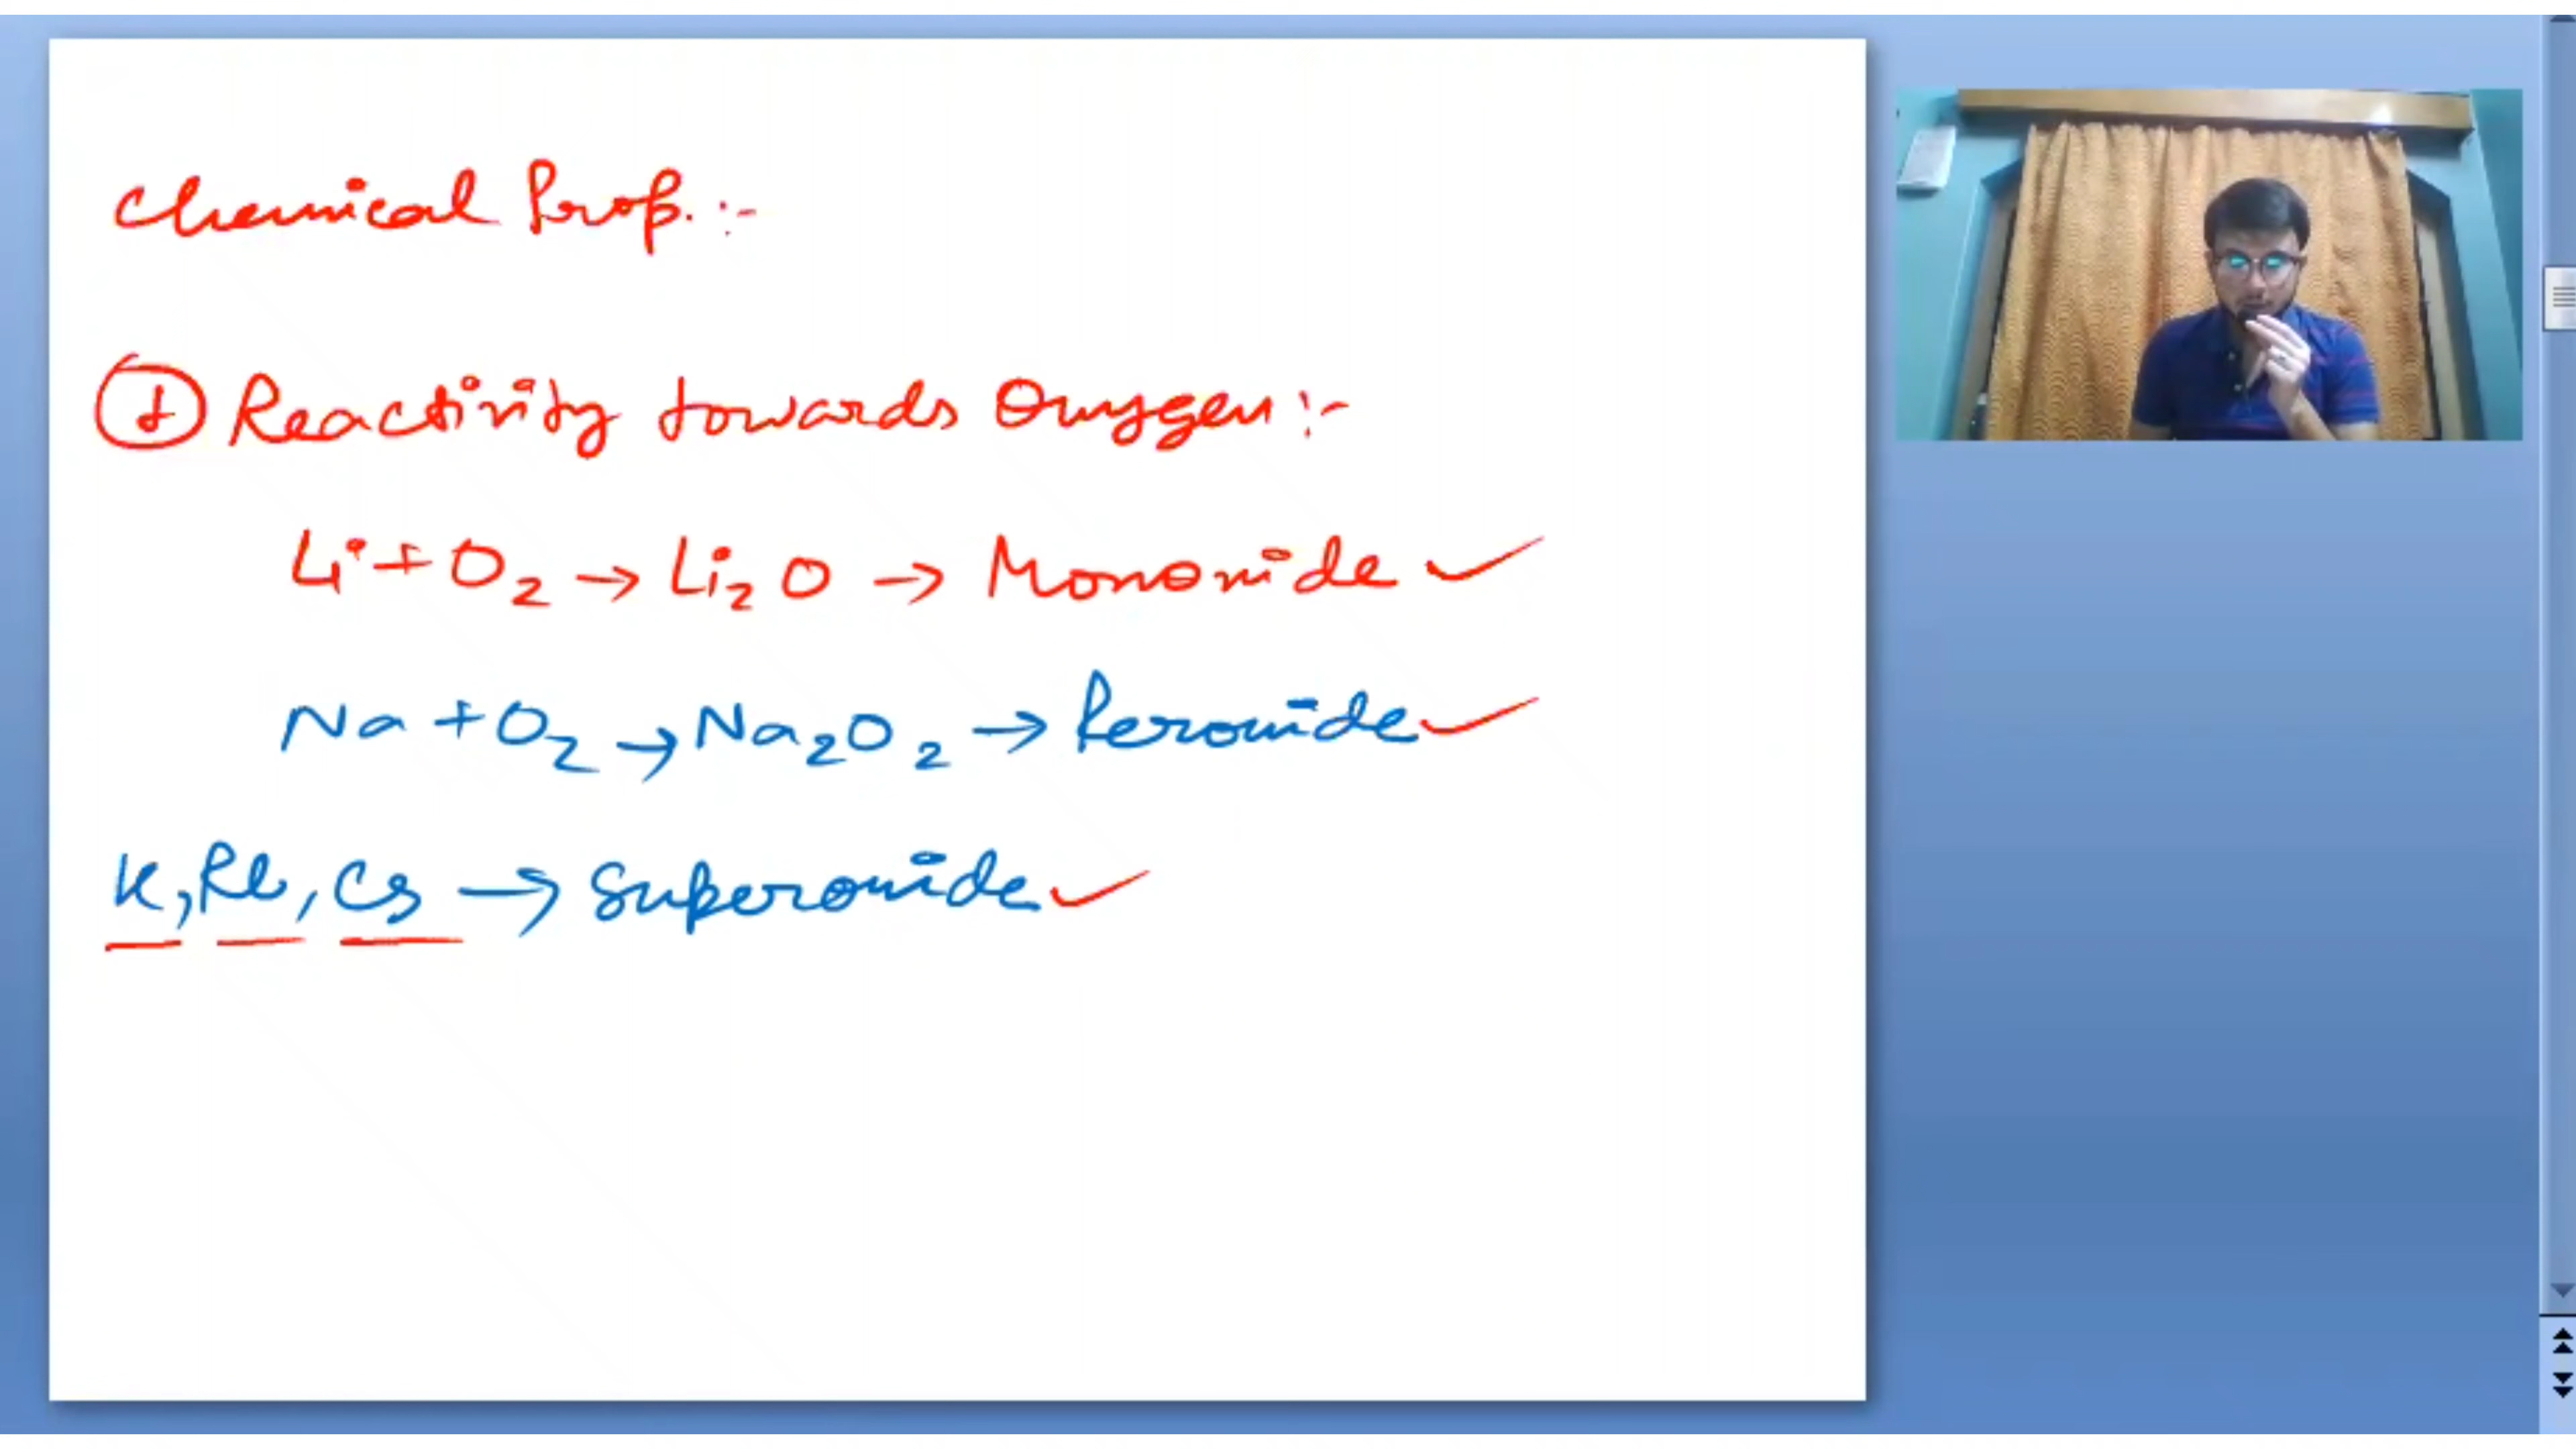 Chemical Prop. :-
① Reactivity towards Oxygen :-
Li + O₂ → Li₂O → Monoxide ✓
Na + O₂ → Na₂O₂ → Peroxide ✓
K, Rb, Cs → Superoxide ✓